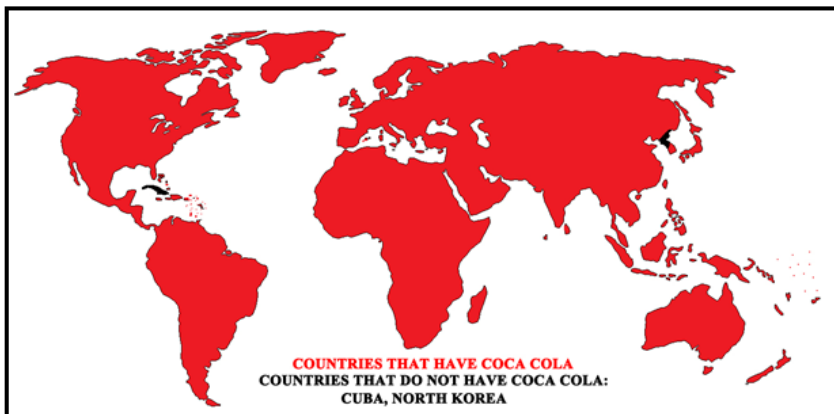 COUNTRIES THAT HAVE COCA COLA
COUNTRIES THAT DO NOT HAVE COCA COLA:
CUBA, NORTH KOREA